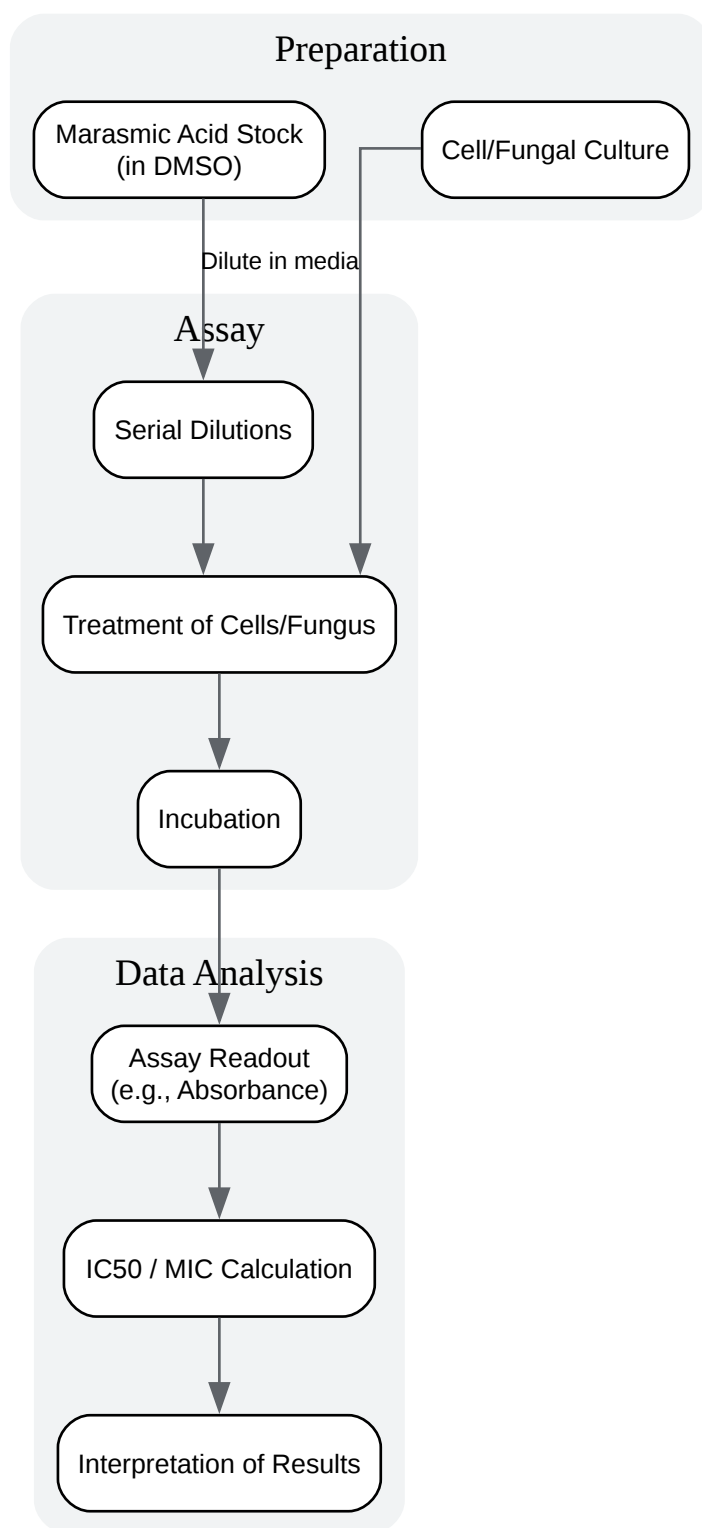 Preparation
Marasmic Acid Stock
(in DMSO)
Cell/Fungal Culture
Dilute in media
Assay
Serial Dilutions
Treatment of Cells/Fungus
Incubation
Data Analysis
Assay Readout
(e.g., Absorbance)
IC50 / MIC Calculation
Interpretation of Results